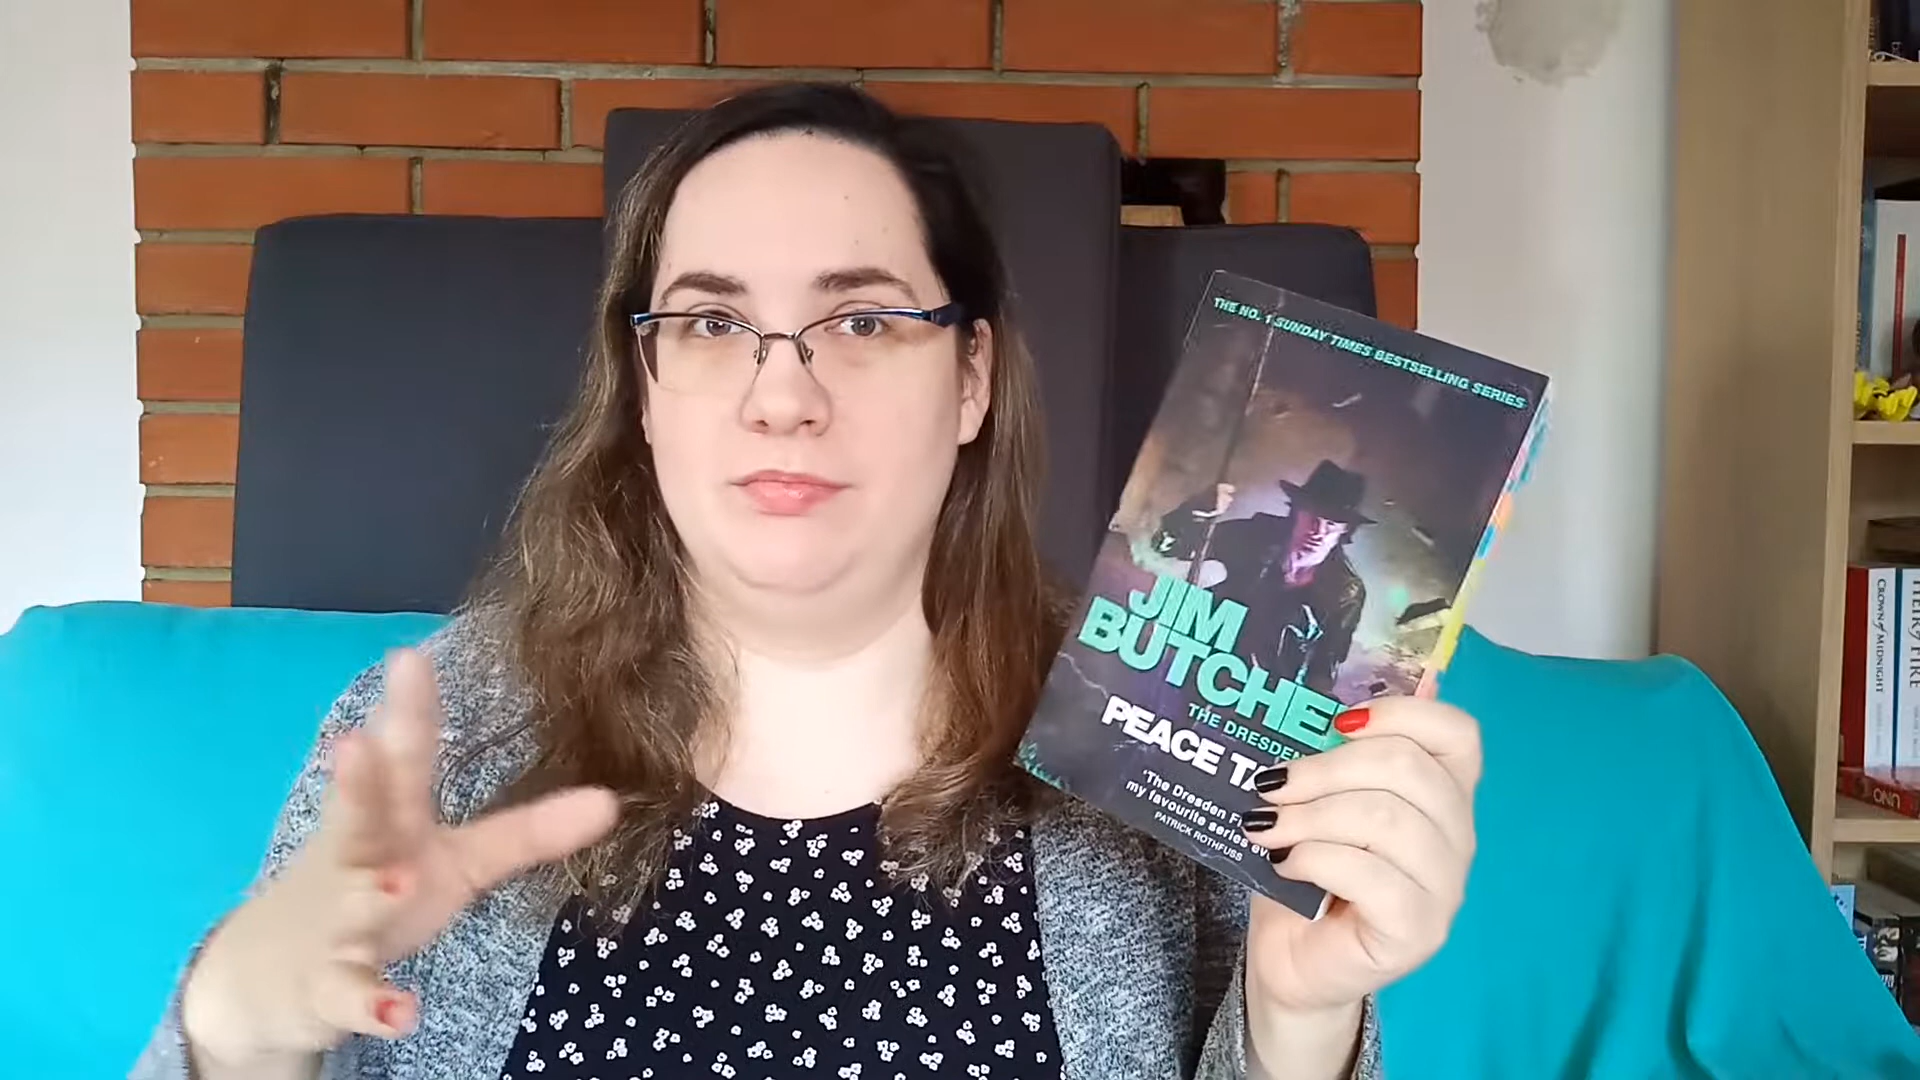 THE NO. 1 SUNDAY TIMES BESTSELLING SERIES
JIM
BUTCHE
THE DRESDEN
PEACE TA
'The Dresden Fi
my favourite series ev
PATRICK ROTHFUSS
CROWN of MIDNIGHT
HEIR of FIRE
UNO